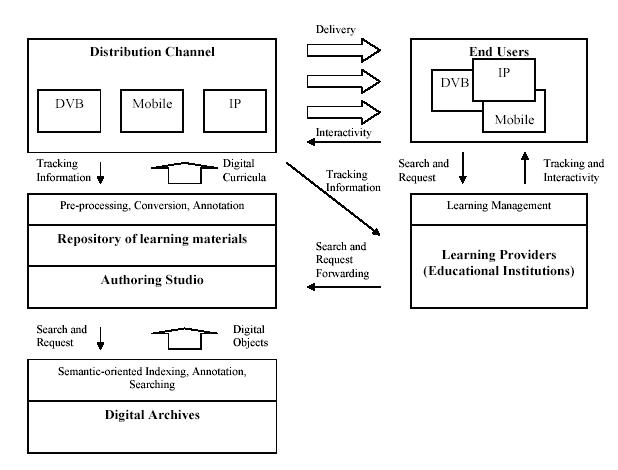 Delivery
Distribution Channel
End Users
DVB
Mobile
IP
DVB
IP
Mobile
Interactivity
Tracking
Information
Digital
Curricula
Tracking
Information
Search and
Request
Tracking and
Interactivity
Pre-processing, Conversion, Annotation
Repository of learning materials
Authoring Studio
Search and
Request
Forwarding
Learning Management
Learning Providers
(Educational Institutions)
Search and
Request
Digital
Objects
Semantic-oriented Indexing, Annotation,
Searching
Digital Archives